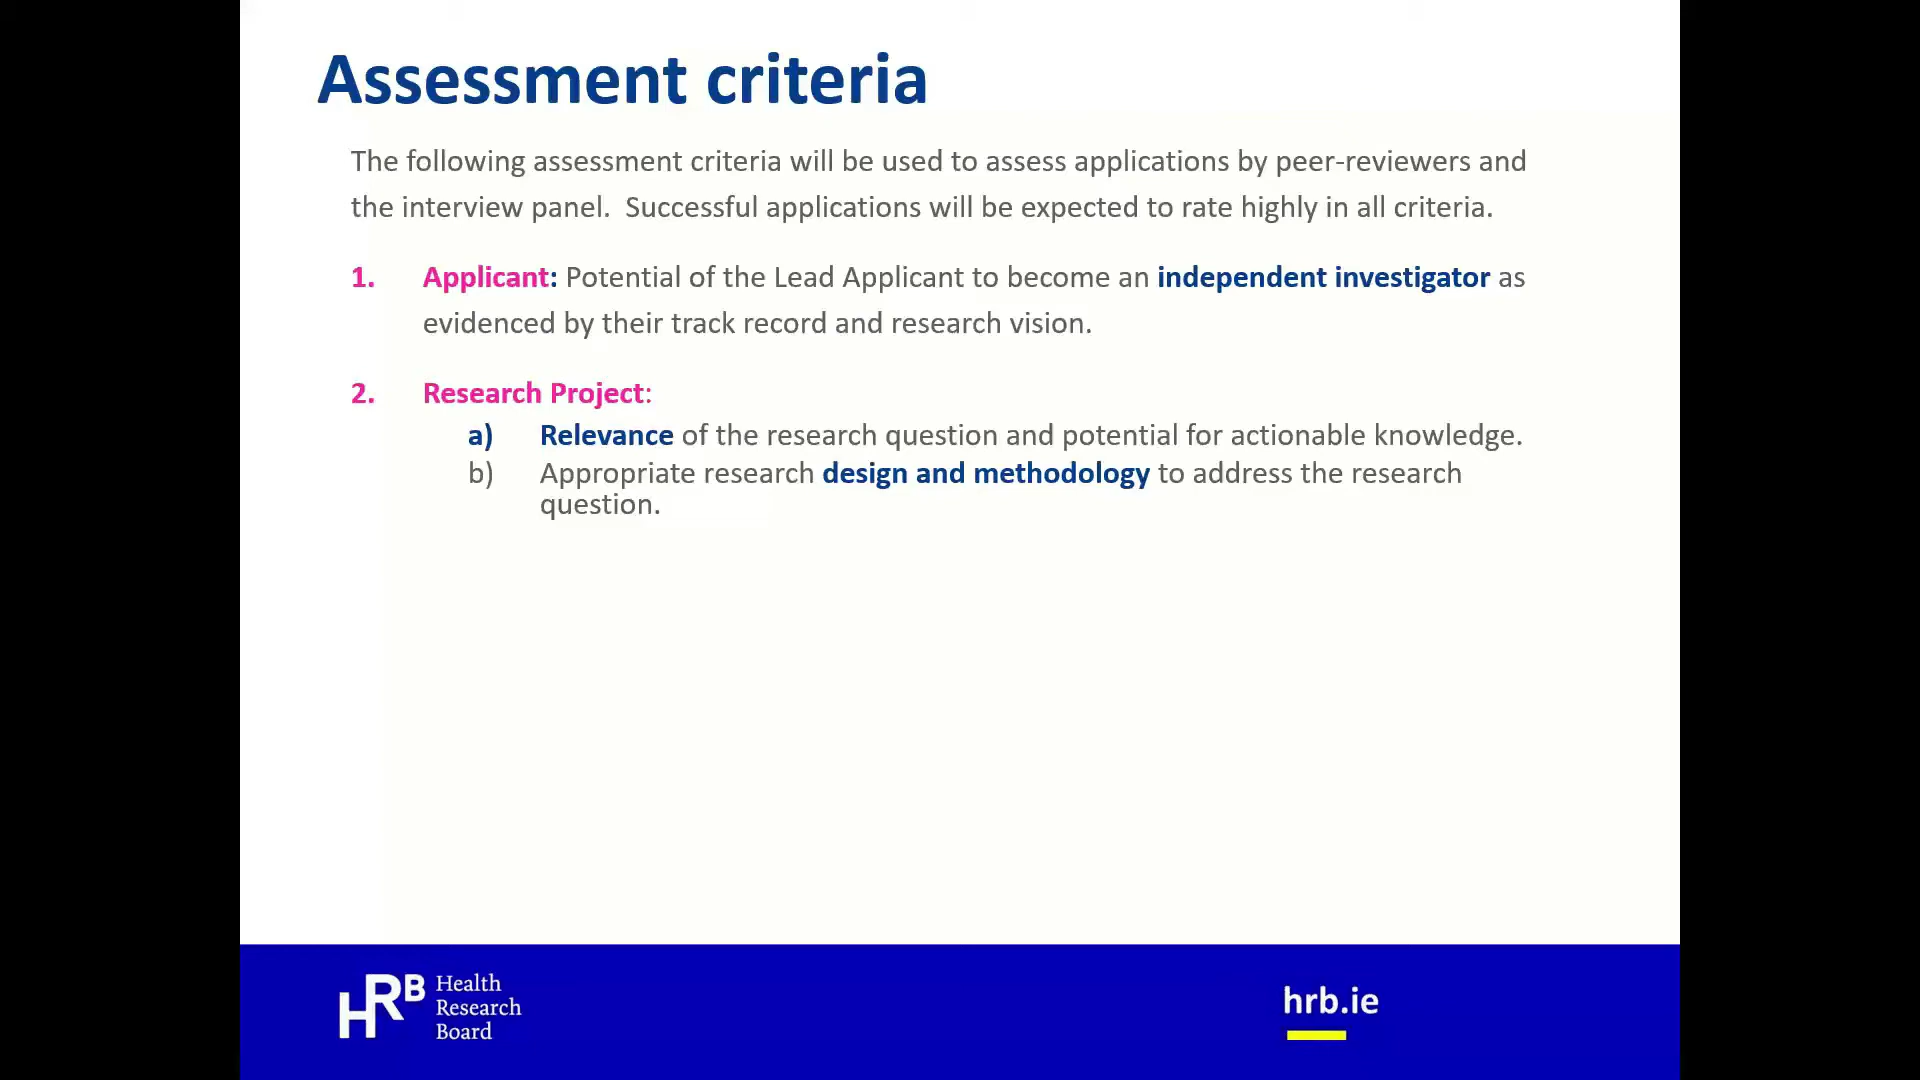 Assessment criteria
The following assessment criteria will be used to assess applications by peer-reviewers and
the interview panel.  Successful applications will be expected to rate highly in all criteria.
1. Applicant: Potential of the Lead Applicant to become an independent investigator as
evidenced by their track record and research vision.
2. Research Project:
a) Relevance of the research question and potential for actionable knowledge.
b) Appropriate research design and methodology to address the research
question.
HRB
Health
Research
Board
hrb.ie